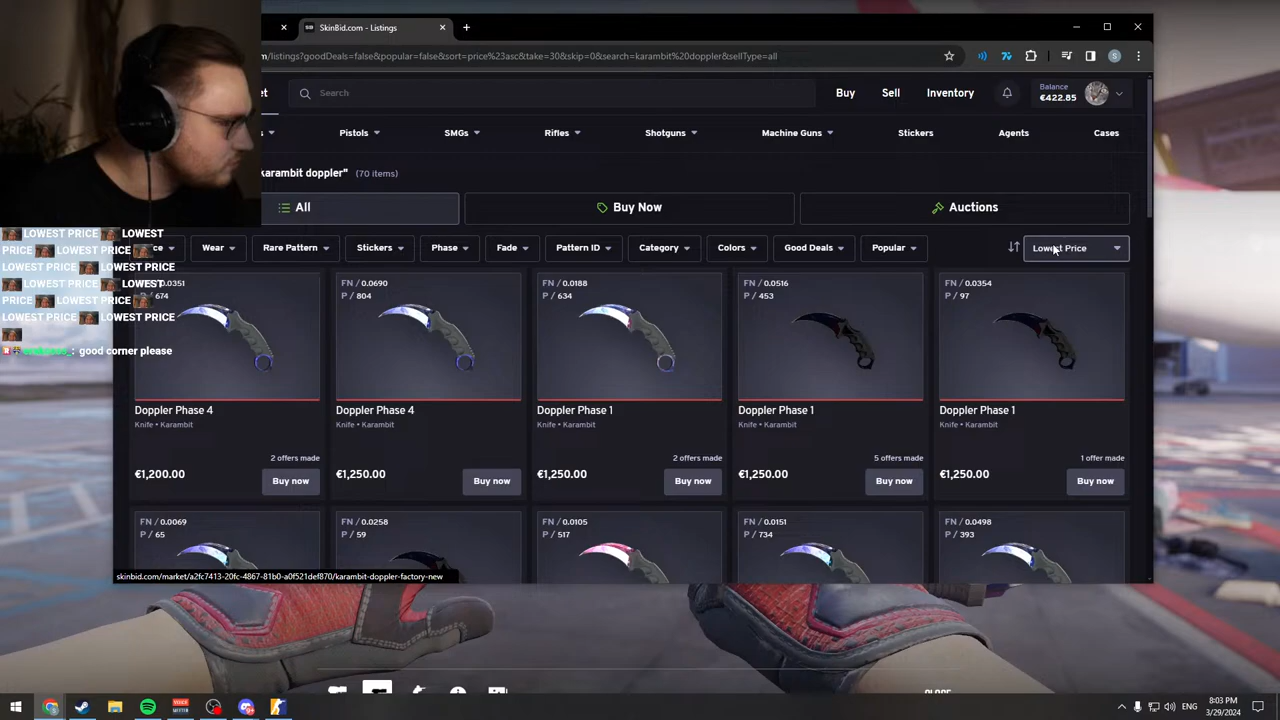 SkinBid.com - Listings
om/listings?goodDeals=false&popular=false&sort=price%23asc&take=30&skip=0&search=karambit%20doppler&sellType=all
Search
Buy
Sell
Inventory
Balance
€422.85
Pistols
SMGs
Rifles
Shotguns
Machine Guns
Stickers
Agents
Cases
karambit doppler" (70 items)
All
Buy Now
Auctions
Wear
Rare Pattern
Stickers
Phase
Fade
Pattern ID
Category
Good Deals
Popular
Lowest Price
LOWEST PRICE LOWEST
PRICE LOWEST PRICE
LOWEST PRICE LOWEST
PRICE LOWEST PRICE
LOWEST PRICE LOWEST
PRICE LOWEST PRICE
: good corner please
0.0351
674
FN / 0.0690
P / 804
FN / 0.0188
P / 634
FN / 0.0516
P / 453
FN / 0.0354
P / 97
Doppler Phase 4
Doppler Phase 4
Doppler Phase 1
Doppler Phase 1
Doppler Phase 1
Knife • Karambit
Knife • Karambit
Knife • Karambit
Knife • Karambit
Knife • Karambit
2 offers made
2 offers made
5 offers made
1 offer made
€1,200.00
Buy now
€1,250.00
Buy now
€1,250.00
Buy now
€1,250.00
Buy now
€1,250.00
Buy now
FN / 0.0069
P / 65
FN / 0.0258
P / 59
FN / 0.0105
P / 517
FN / 0.0151
P / 734
FN / 0.0498
P / 393
skinbid.com/market/a2fc7413-20fc-4867-81b0-a0f521def870/karambit-doppler-factory-new
ENG
8:03 PM
3/29/2024